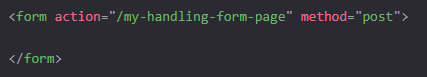 <form action="/my-handling-form-page" method="post">
</form>